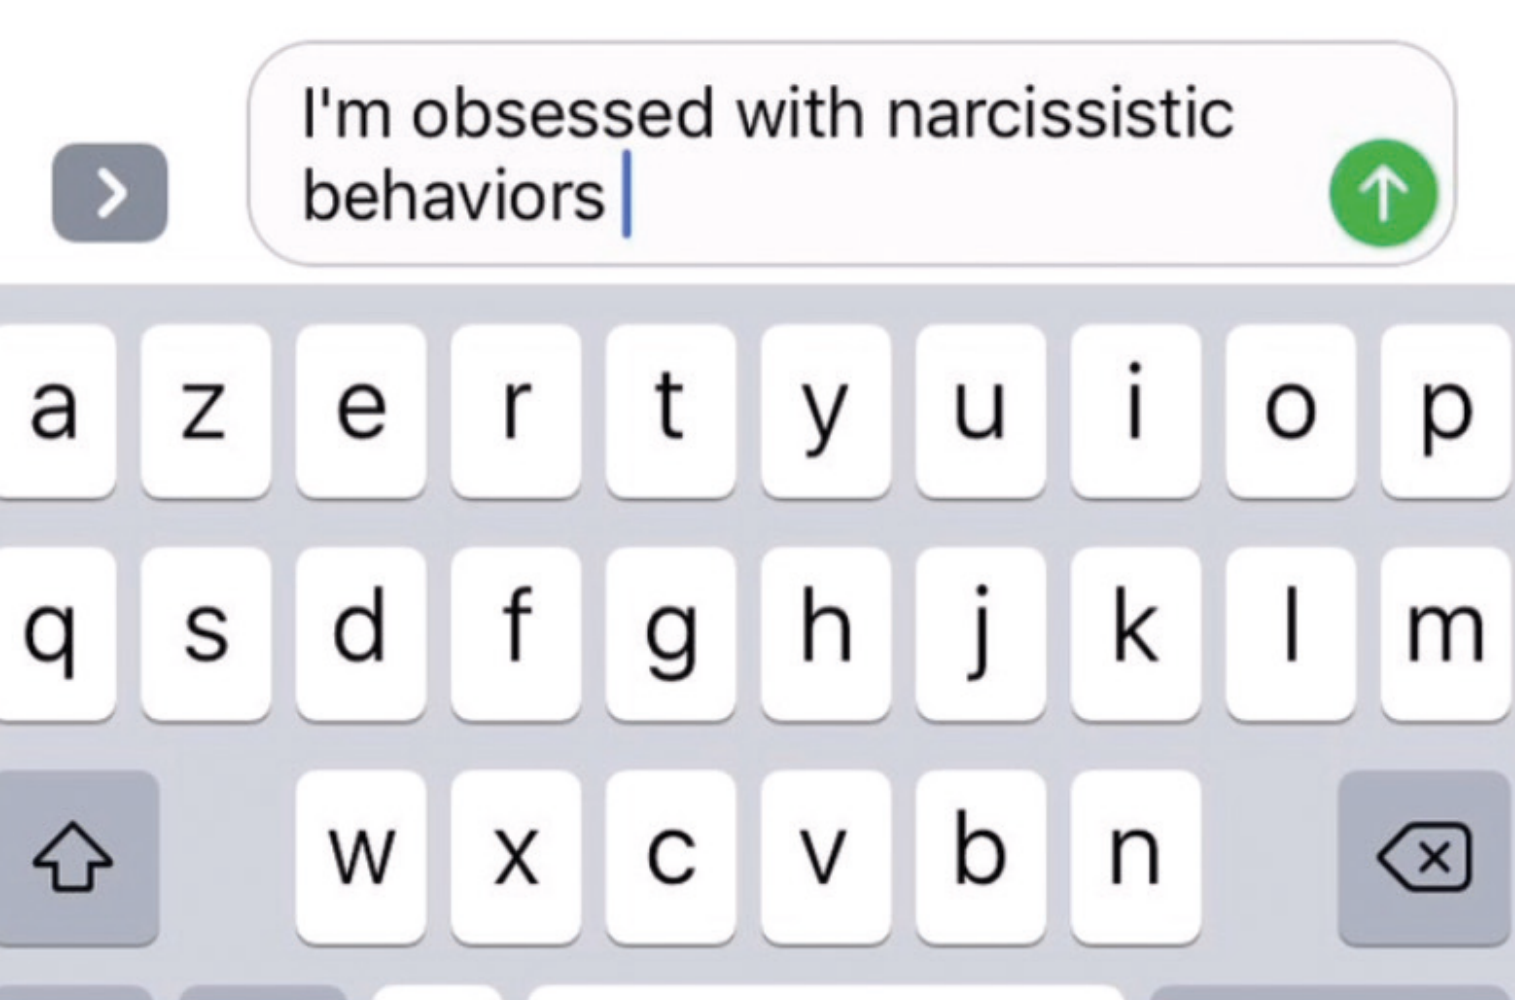 I'm obsessed with narcissistic
behaviors
a z e r t y u i o p
q s d f g h j k l m
w x c v b n